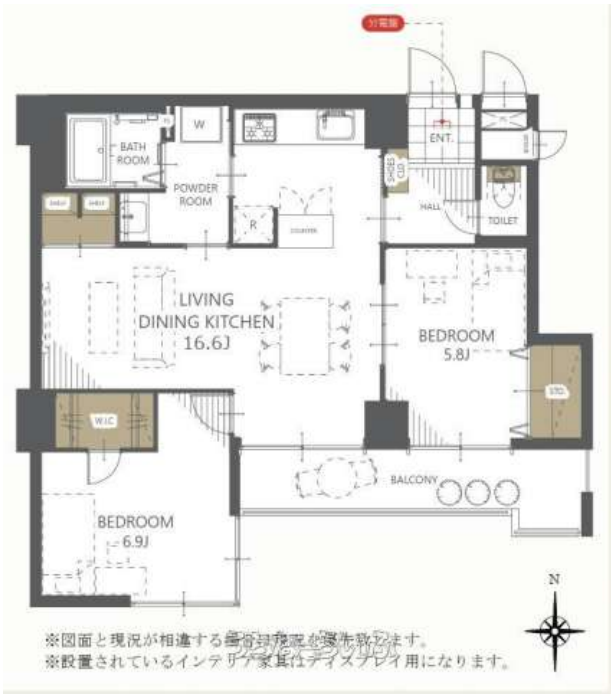 分電盤
W
BATH
ROOM
ENT.
SHOES
CLO.
POWDER
ROOM
HALL
TOILET
R
COUNTER
LIVING
DINING KITCHEN
16.6J
BEDROOM
5.8J
STO.
W.I.C
BALCONY
BEDROOM
6.9J
N
※図面と現況が相違する場合は現況を優先致します。
※設置されているインテリア家具はディスプレイ用になります。